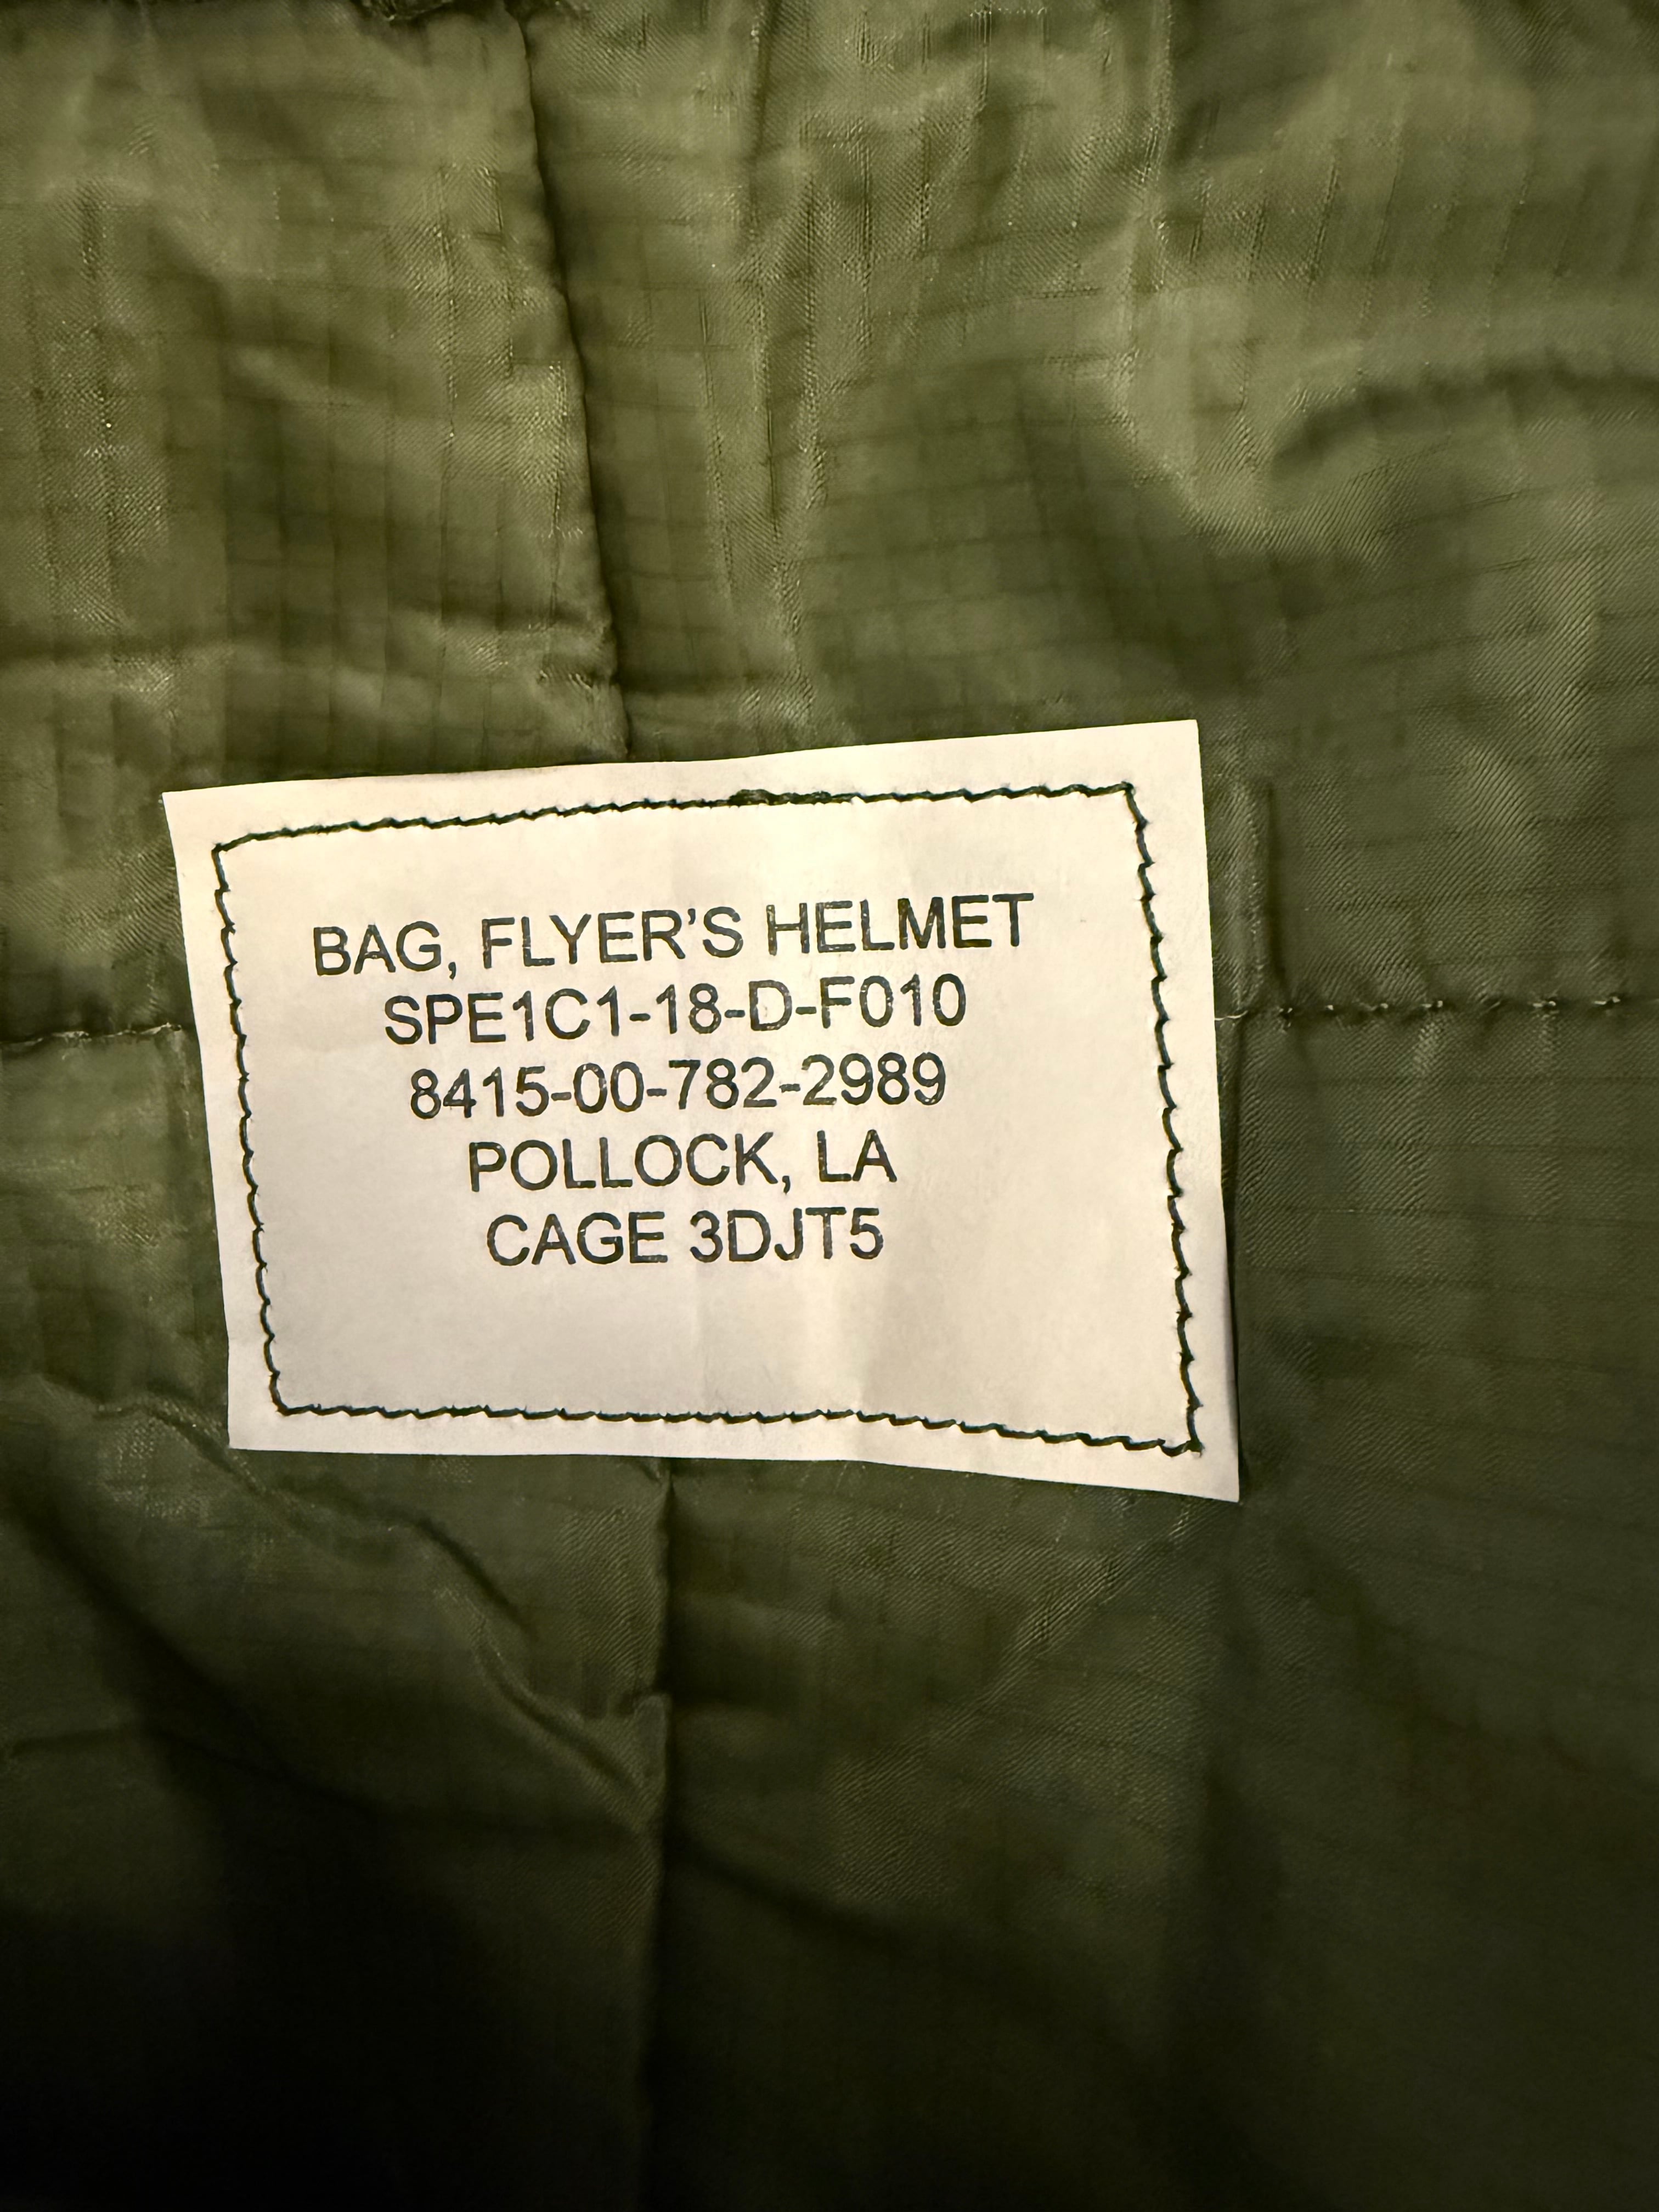 BAG, FLYER’S HELMET
SPE1C1-18-D-F010
8415-00-782-2989
POLLOCK, LA
CAGE 3DJT5